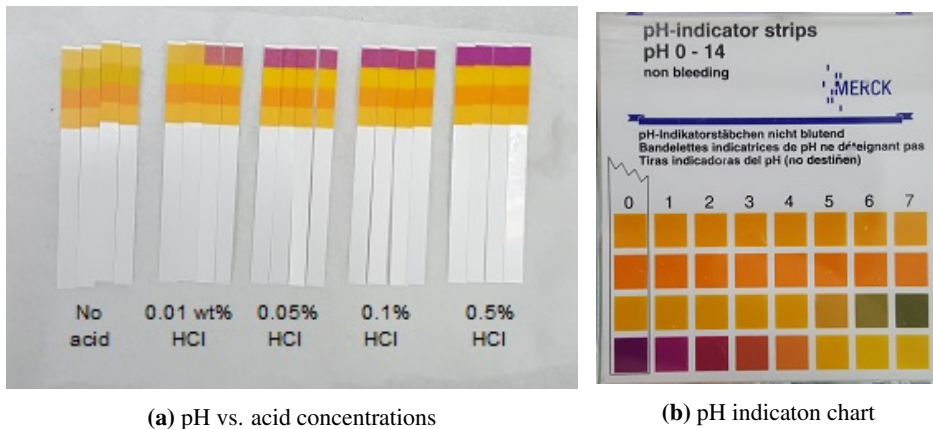 No acid
0.01 wt% HCl
0.05% HCl
0.1% HCl
0.5% HCl
(a) pH vs. acid concentrations
pH-indicator strips
pH 0 - 14
non bleeding
MERCK
pH-Indikatorstäbchen nicht blutend
Bandelettes indicatrices de pH ne déteignant pas
Tiras indicadoras del pH (no destiñen)
0 1 2 3 4 5 6 7
(b) pH indicaton chart